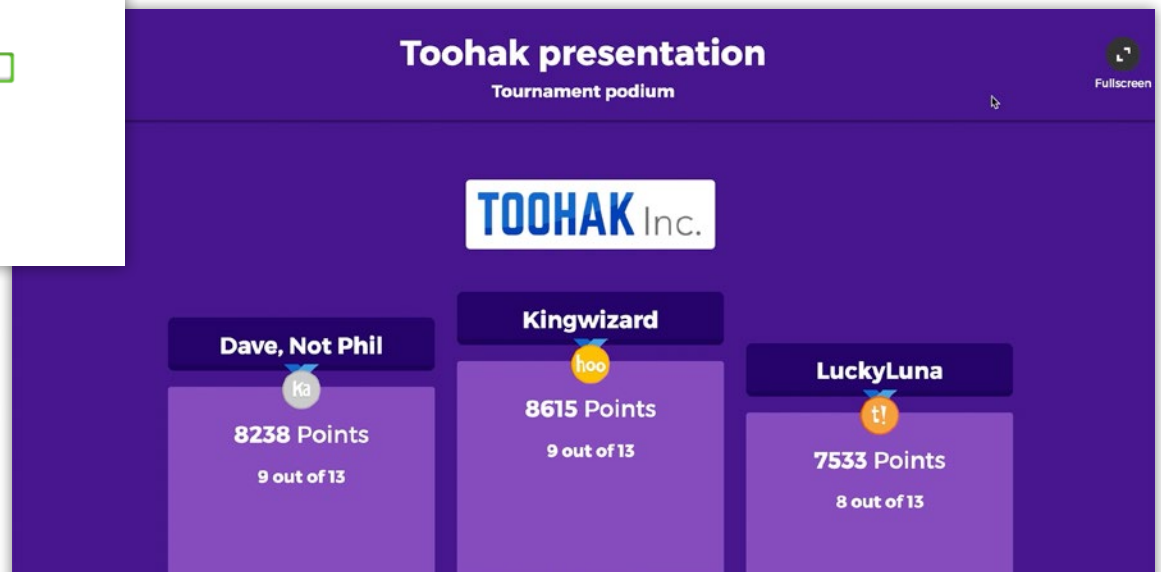 Toohak presentation
Tournament podium
Fullscreen
TOOHAK Inc.
Kingwizard
hoo
8615 Points
9 out of 13
Dave, Not Phil
Ka
8238 Points
9 out of 13
LuckyLuna
t!
7533 Points
8 out of 13